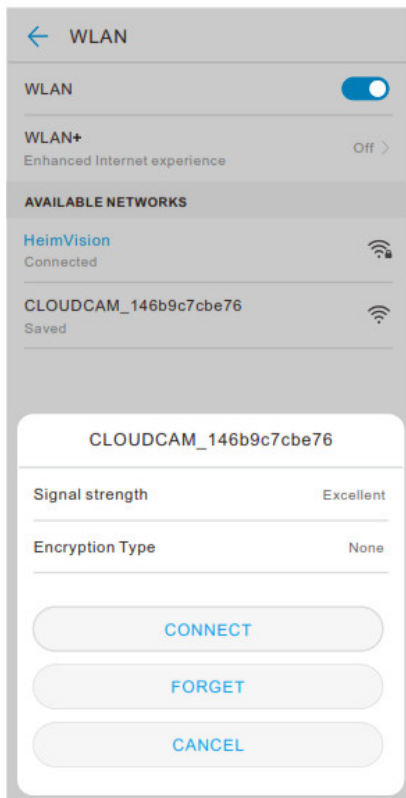 WLAN
WLAN
WLAN+
Enhanced Internet experience
Off
AVAILABLE NETWORKS
HeimVision
Connected
CLOUDCAM_146b9c7cbe76
Saved
CLOUDCAM_146b9c7cbe76
Signal strength Excellent
Encryption Type None
CONNECT
FORGET
CANCEL